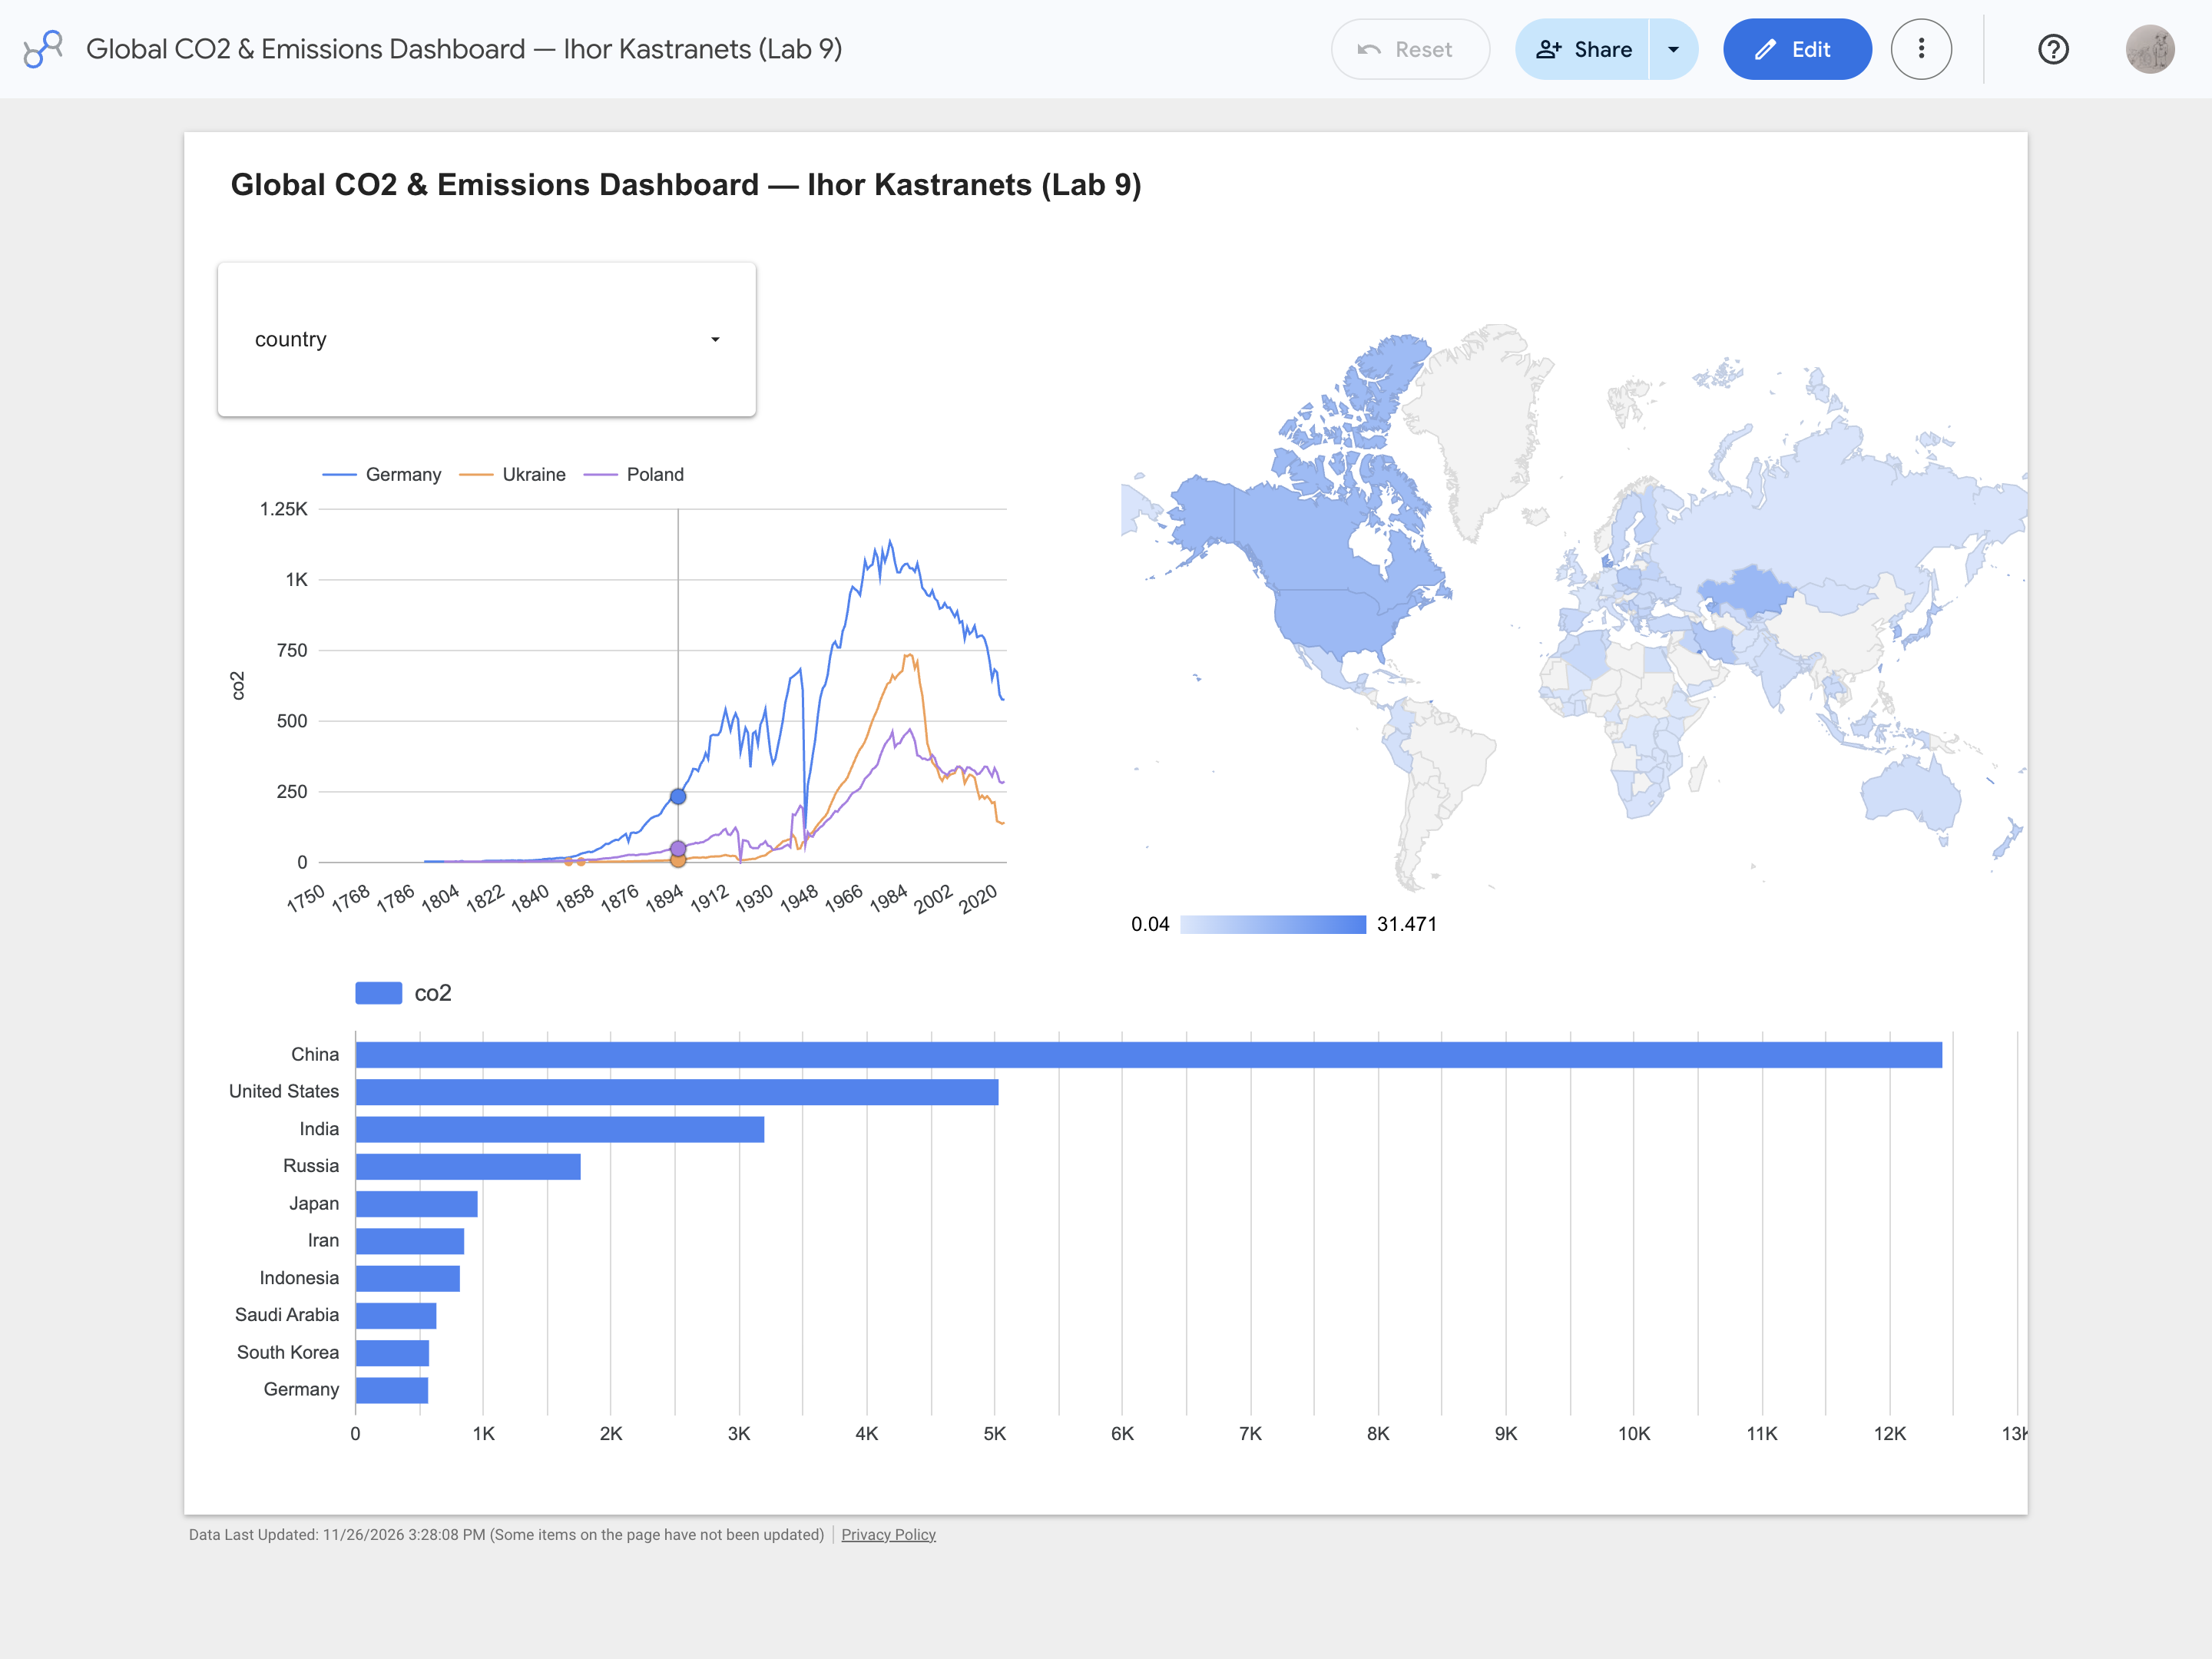 Global CO2 & Emissions Dashboard — Ihor Kastranets (Lab 9)
Reset
Share
Edit
Global CO2 & Emissions Dashboard — Ihor Kastranets (Lab 9)
country
Germany Ukraine Poland
1.25K
1K
750
500
250
0
co2
1750 1768 1786 1804 1822 1840 1858 1876 1894 1912 1930 1948 1966 1984 2002 2020
0.04 31.471
co2
China
United States
India
Russia
Japan
Iran
Indonesia
Saudi Arabia
South Korea
Germany
0 1K 2K 3K 4K 5K 6K 7K 8K 9K 10K 11K 12K 13K
Data Last Updated: 11/26/2026 3:28:08 PM (Some items on the page have not been updated) Privacy Policy